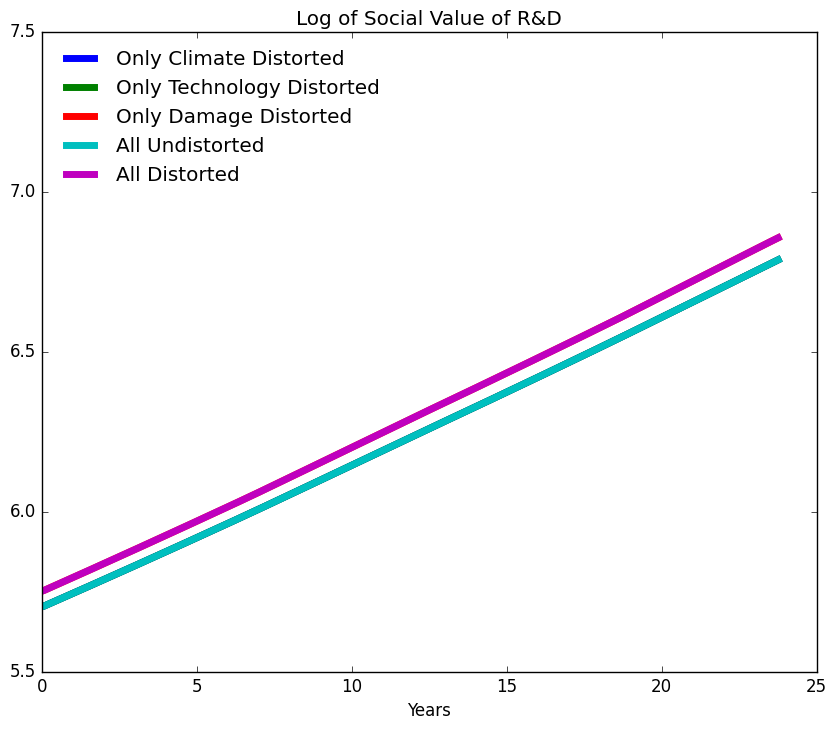 Log of Social Value of R&D
7.5
7.0
6.5
6.0
5.5
Only Climate Distorted
Only Technology Distorted
Only Damage Distorted
All Undistorted
All Distorted
0 5 10 15 20 25
Years